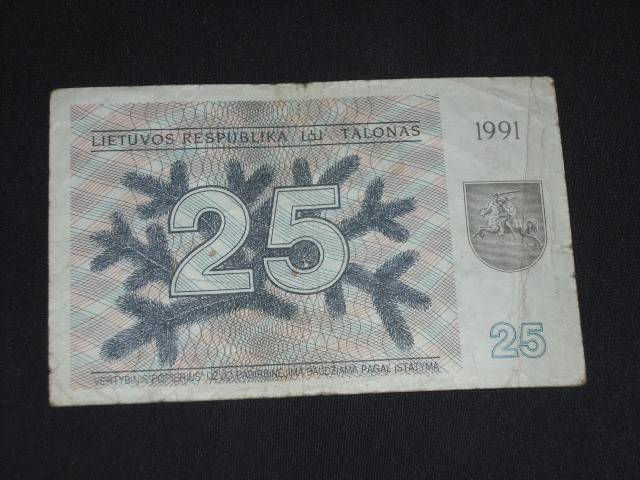 LIETUVOS RESPUBLIKA TALONAS
1991
25
25
VERTYBINIS POPIERIUS UŽ JO PADIRBINĖJIMĄ BAUDŽIAMA PAGAL ĮSTATYMĄ